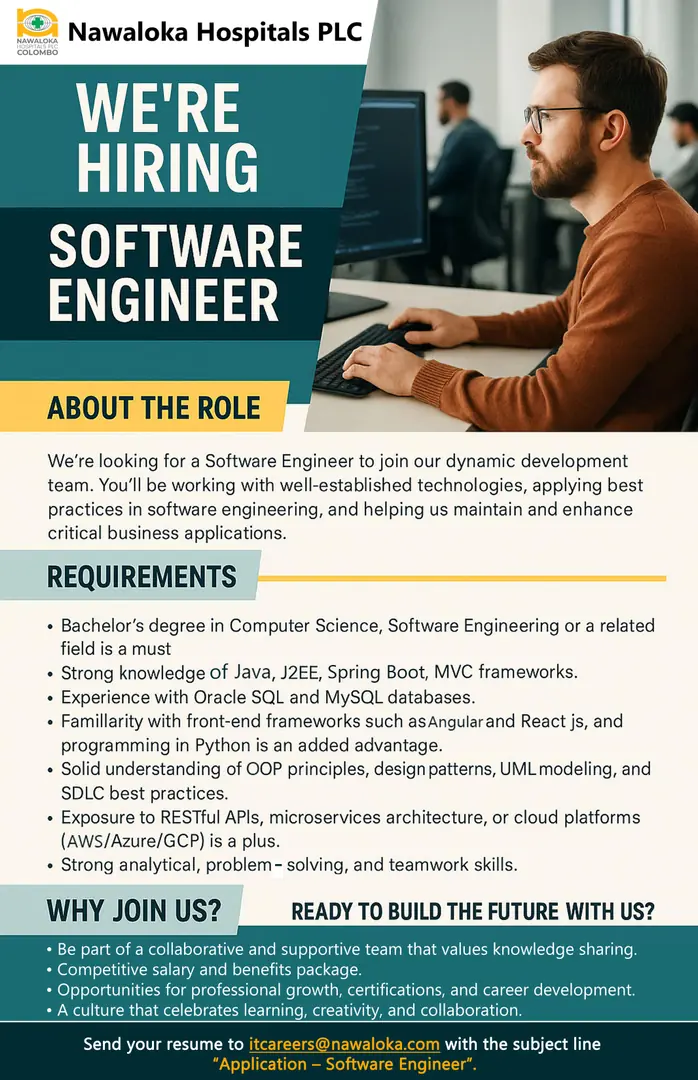 NAWALOKA
HOSPITALS PLC
COLOMBO
Nawaloka Hospitals PLC
WE'RE
HIRING
SOFTWARE
ENGINEER
ABOUT THE ROLE
We’re looking for a Software Engineer to join our dynamic development
team. You’ll be working with well-established technologies, applying best
practices in software engineering, and helping us maintain and enhance
critical business applications.
REQUIREMENTS
• Bachelor’s degree in Computer Science, Software Engineering or a related
field is a must
• Strong knowledge of Java, J2EE, Spring Boot, MVC frameworks.
• Experience with Oracle SQL and MySQL databases.
• Famillarity with front-end frameworks such as Angular and React js, and
programming in Python is an added advantage.
• Solid understanding of OOP principles, design patterns, UML modeling, and
SDLC best practices.
• Exposure to RESTful APIs, microservices architecture, or cloud platforms
(AWS/Azure/GCP) is a plus.
• Strong analytical, problem-solving, and teamwork skills.
WHY JOIN US?
READY TO BUILD THE FUTURE WITH US?
• Be part of a collaborative and supportive team that values knowledge sharing.
• Competitive salary and benefits package.
• Opportunities for professional growth, certifications, and career development.
• A culture that celebrates learning, creativity, and collaboration.
Send your resume to itcareers@nawaloka.com with the subject line
“Application – Software Engineer”.